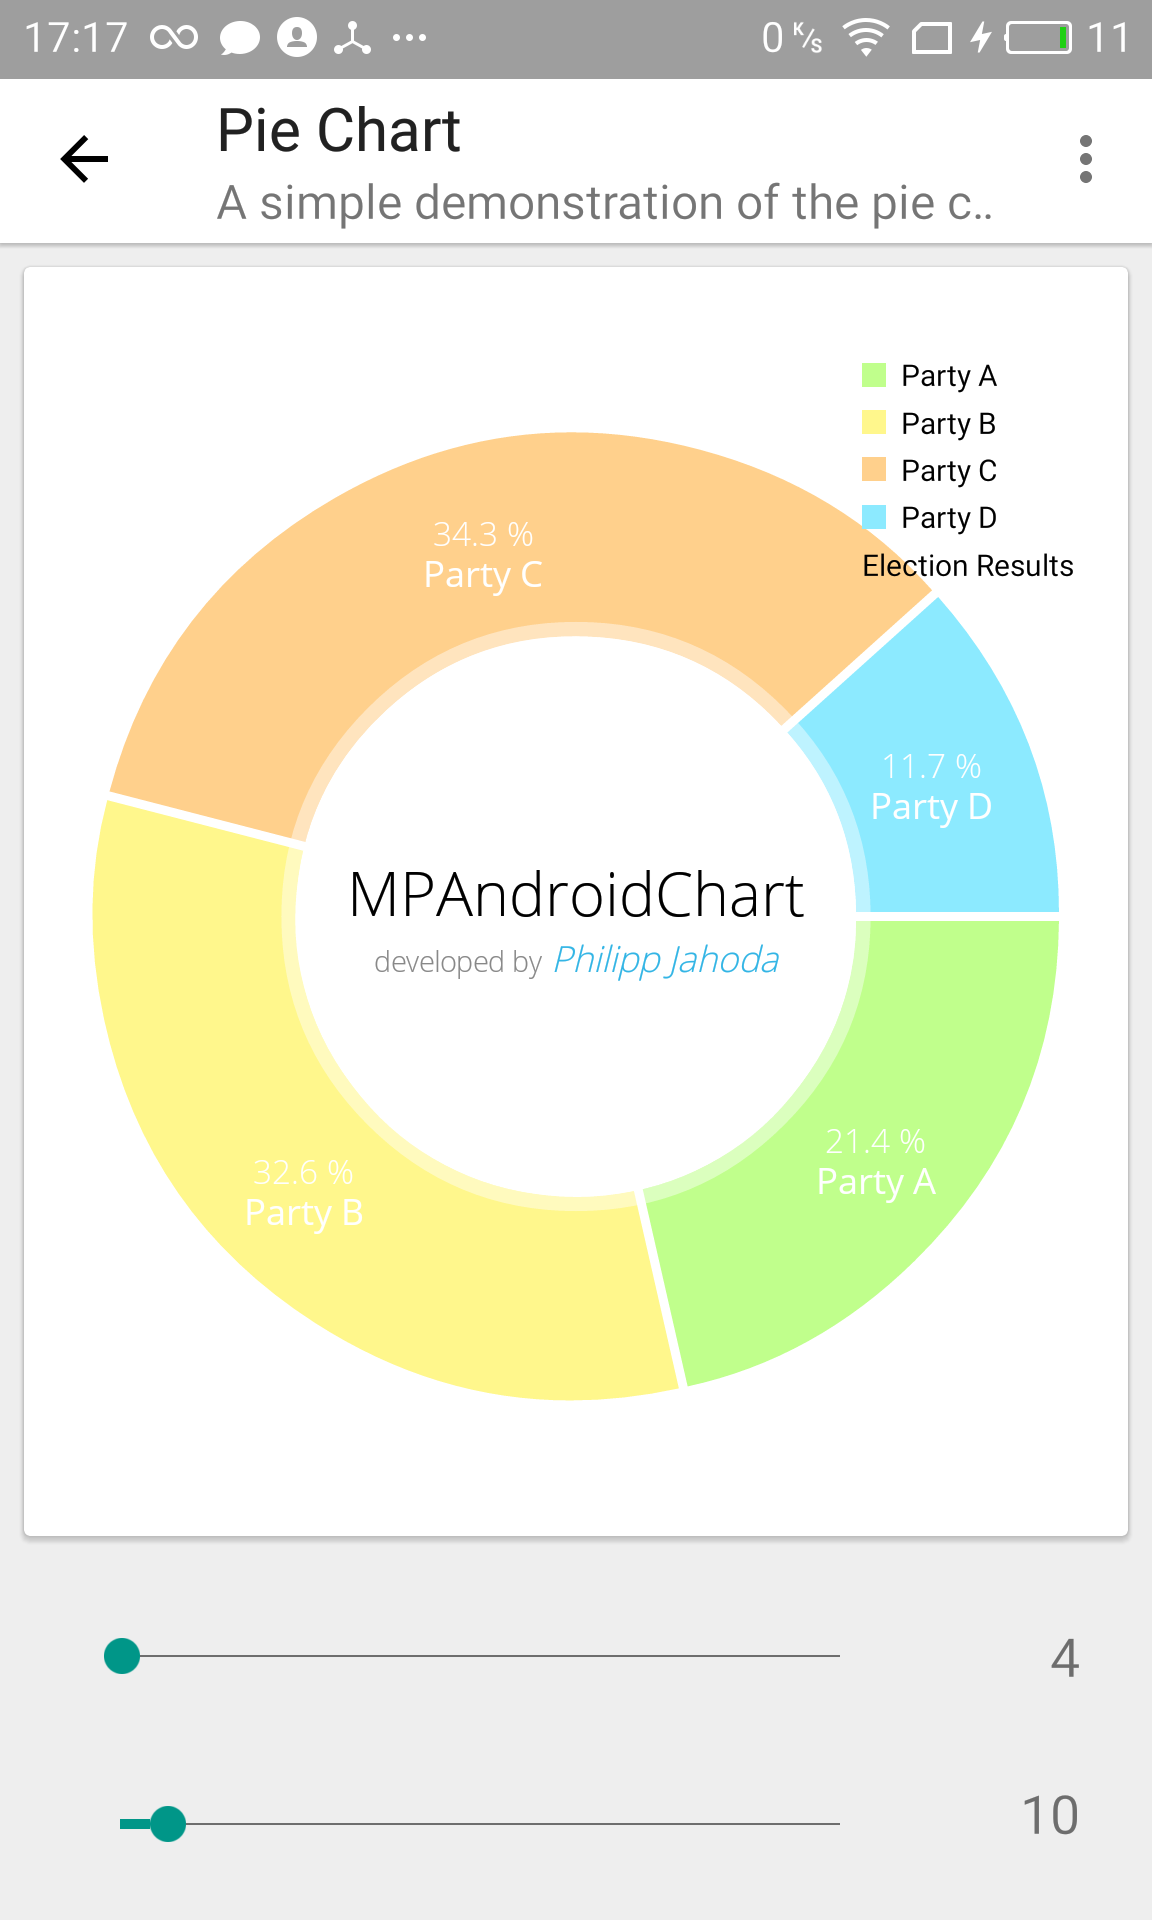 17:17 0 K/s 11
Pie Chart
A simple demonstration of the pie c..
Party A
Party B
Party C
Party D
Election Results
34.3 %
Party C
11.7 %
Party D
MPAndroidChart
developed by Philipp Jahoda
21.4 %
Party A
32.6 %
Party B
4
10